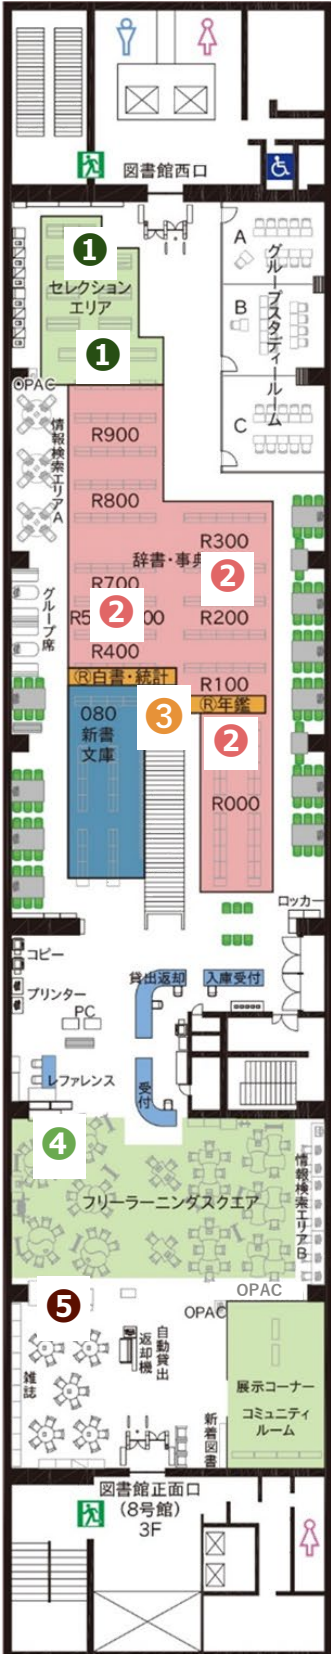 図書館西口
❶
セレクション
エリア
❶
A
B
C
グループスタディールーム
OPAC
情報検索エリアA
R900
R800
R300
辞書・事典
R700
❷
❷
R200
R400
R100
Ⓡ白書・統計
Ⓡ年鑑
❸
❷
080
新書
文庫
R000
グループ席
ロッカー
コピー
プリンター
PC
貸出返却
入庫受付
レファレンス
受付
❹
フリーラーニングスクエア
情報検索エリアB
❺
OPAC
OPAC
自動貸出
返却機
雑誌
新着図書
展示コーナー
コミュニティ
ルーム
図書館正面口
(8号館)
3F